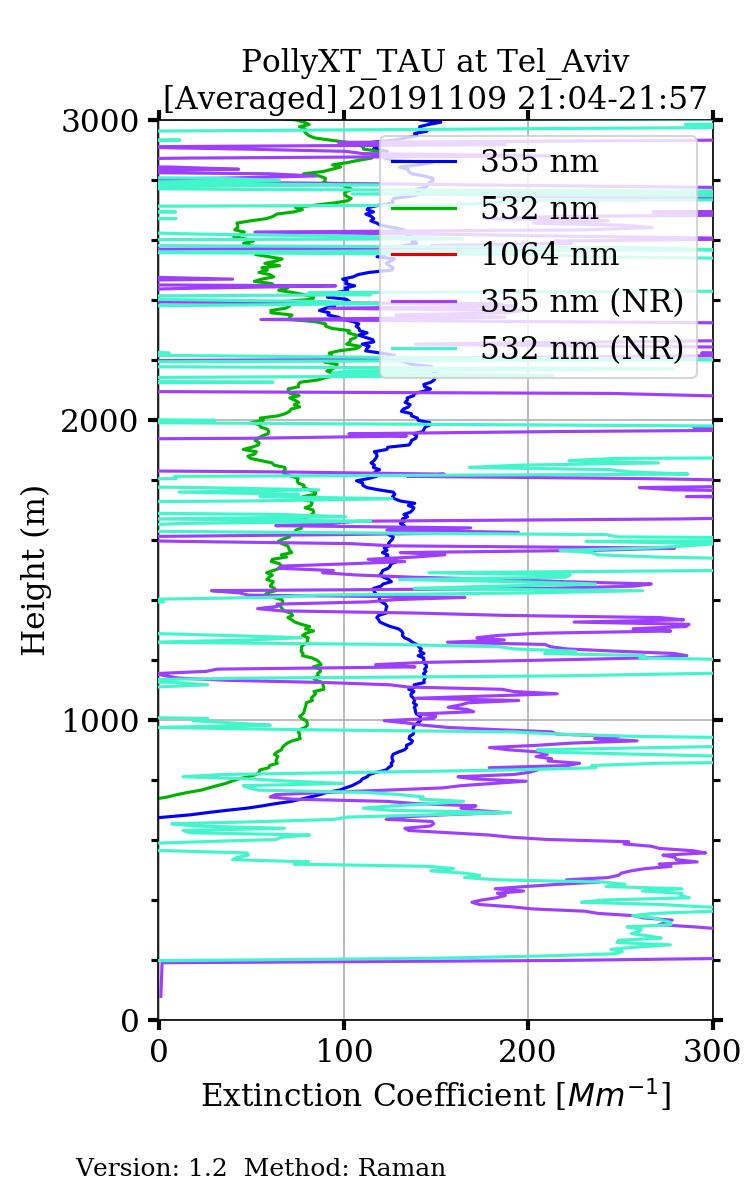 PollyXT_TAU at Tel_Aviv
[Averaged] 20191109 21:04-21:57
3000
2000
1000
0
Height (m)
355 nm
532 nm
1064 nm
355 nm (NR)
532 nm (NR)
0 100 200 300
Extinction Coefficient [Mm⁻¹]
Version: 1.2 Method: Raman